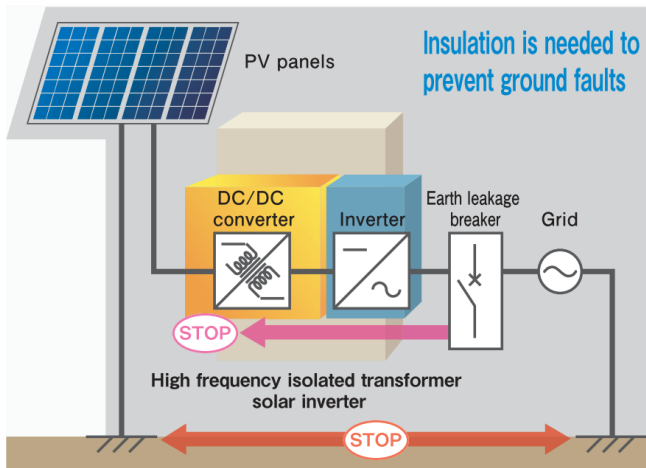 Insulation is needed to
prevent ground faults
PV panels
DC/DC
converter
Inverter
Earth leakage
breaker
Grid
STOP
High frequency isolated transformer
solar inverter
STOP